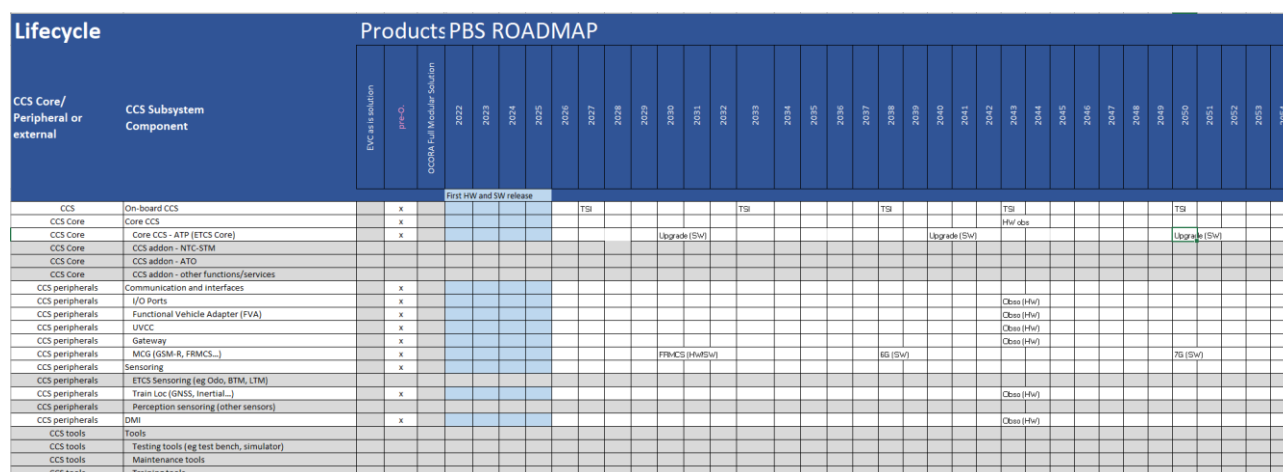 Lifecycle Products PBS ROADMAP
CCS Core/ Peripheral or external CCS Subsystem Component EVC as is solution pre-O. OCORA Full Modular Solution 2022 2023 2024 2025 2026 2027 2028 2029 2030 2031 2032 2033 2034 2035 2036 2037 2038 2039 2040 2041 2042 2043 2044 2045 2046 2047 2048 2049 2050 2051 2052 2053
First HW and SW release
CCS On-board CCS x TSI TSI TSI TSI TSI
CCS Core Core CCS x HW obs
CCS Core Core CCS - ATP (ETCS Core) x Upgrade (SW) Upgrade (SW) Upgrade (SW)
CCS Core CCS addon - NTC-STM
CCS Core CCS addon - ATO
CCS Core CCS addon - other functions/services
CCS peripherals Communication and interfaces x
CCS peripherals I/O Ports x Obso (HW)
CCS peripherals Functional Vehicle Adapter (FVA) x Obso (HW)
CCS peripherals UVCC x Obso (HW)
CCS peripherals Gateway x Obso (HW)
CCS peripherals MCG (GSM-R, FRMCS...) x FRMCS (HW/SW) 6G (SW) 7G (SW)
CCS peripherals Sensoring x
CCS peripherals ETCS Sensoring (eg Odo, BTM, LTM)
CCS peripherals Train Loc (GNSS, Inertial...) x Obso (HW)
CCS peripherals Perception sensoring (other sensors)
CCS peripherals DMI x Obso (HW)
CCS tools Tools
CCS tools Testing tools (eg test bench, simulator)
CCS tools Maintenance tools